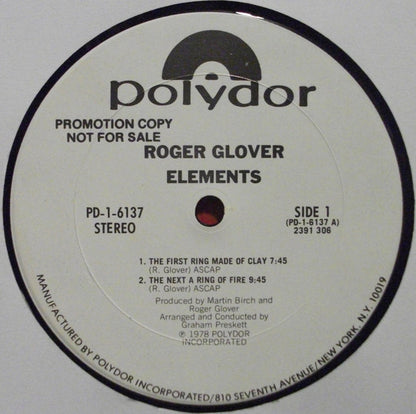 polydor
PROMOTION COPY
NOT FOR SALE
ROGER GLOVER
ELEMENTS
PD-1-6137
STEREO
SIDE 1
(PD-1-6137 A)
2391 306
1. THE FIRST RING MADE OF CLAY 7:45
(R. Glover) ASCAP
2. THE NEXT A RING OF FIRE 9:45
(R. Glover) ASCAP
Produced by Martin Birch and
Roger Glover
Arranged and Conducted by
Graham Preskett
℗ 1978 POLYDOR
INCORPORATED
MANUFACTURED BY POLYDOR INCORPORATED/810 SEVENTH AVENUE/NEW YORK, N.Y. 10019